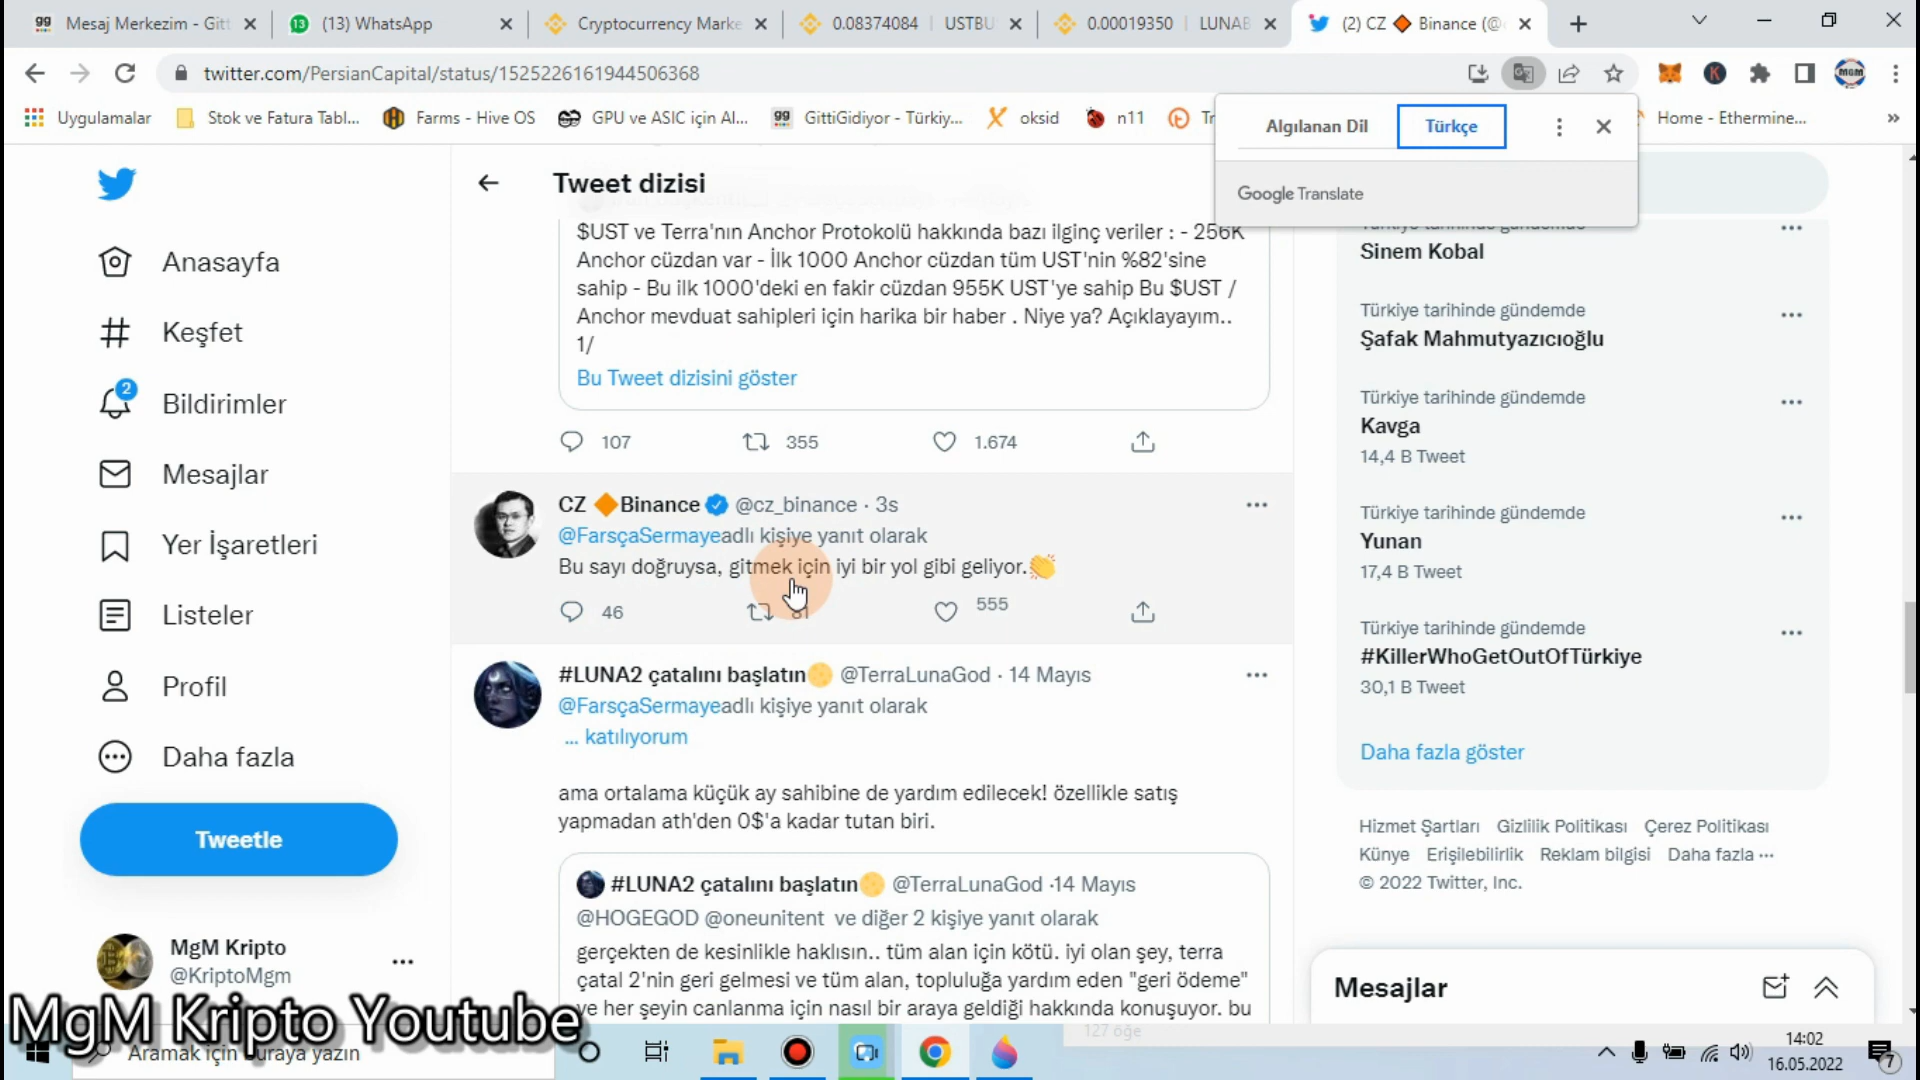 Mesaj Merkezim - Gitt
(13) WhatsApp
Cryptocurrency Marke
0.08374084 | USTBU
0.00019350 | LUNAB
(2) CZ 🔶 Binance (@
twitter.com/PersianCapital/status/1525226161944506368
Uygulamalar
Stok ve Fatura Tabl...
Farms - Hive OS
GPU ve ASIC için Al...
GittiGidiyor - Türkiy...
oksid
n11
Home - Ethermine...
Algılanan Dil
Türkçe
Google Translate
Anasayfa
Keşfet
2
Bildirimler
Mesajlar
Yer İşaretleri
Listeler
Profil
Daha fazla
Tweetle
MgM Kripto
@KriptoMgm
Tweet dizisi
$UST ve Terra'nın Anchor Protokolü hakkında bazı ilginç veriler : - 256K
Anchor cüzdan var - İlk 1000 Anchor cüzdan tüm UST'nin %82'sine
sahip - Bu ilk 1000'deki en fakir cüzdan 955K UST'ye sahip Bu $UST /
Anchor mevduat sahipleri için harika bir haber . Niye ya? Açıklayayım..
1/
Bu Tweet dizisini göster
107 355 1.674
CZ 🔶Binance @cz_binance · 3s
@FarsçaSermayeadlı kişiye yanıt olarak
Bu sayı doğruysa, gitmek için iyi bir yol gibi geliyor.👏
46 81 555
#LUNA2 çatalını başlatın🌕 @TerraLunaGod · 14 Mayıs
@FarsçaSermayeadlı kişiye yanıt olarak
... katılıyorum
ama ortalama küçük ay sahibine de yardım edilecek! özellikle satış
yapmadan ath'den 0$'a kadar tutan biri.
#LUNA2 çatalını başlatın🌕 @TerraLunaGod ·14 Mayıs
@HOGEGOD @oneunitent ve diğer 2 kişiye yanıt olarak
gerçekten de kesinlikle haklısın.. tüm alan için kötü. iyi olan şey, terra
çatal 2'nin geri gelmesi ve tüm alan, topluluğa yardım eden "geri ödeme"
ve her şeyin canlanma için nasıl bir araya geldiği hakkında konuşuyor. bu
Sinem Kobal
Türkiye tarihinde gündemde
Şafak Mahmutyazıcıoğlu
Türkiye tarihinde gündemde
Kavga
14,4 B Tweet
Türkiye tarihinde gündemde
Yunan
17,4 B Tweet
Türkiye tarihinde gündemde
#KillerWhoGetOutOfTürkiye
30,1 B Tweet
Daha fazla göster
Hizmet Şartları Gizlilik Politikası Çerez Politikası
Künye Erişilebilirlik Reklam bilgisi Daha fazla ···
© 2022 Twitter, Inc.
Mesajlar
127 öğe
MgM Kripto Youtube
Aramak için buraya yazın
14:02
16.05.2022
7